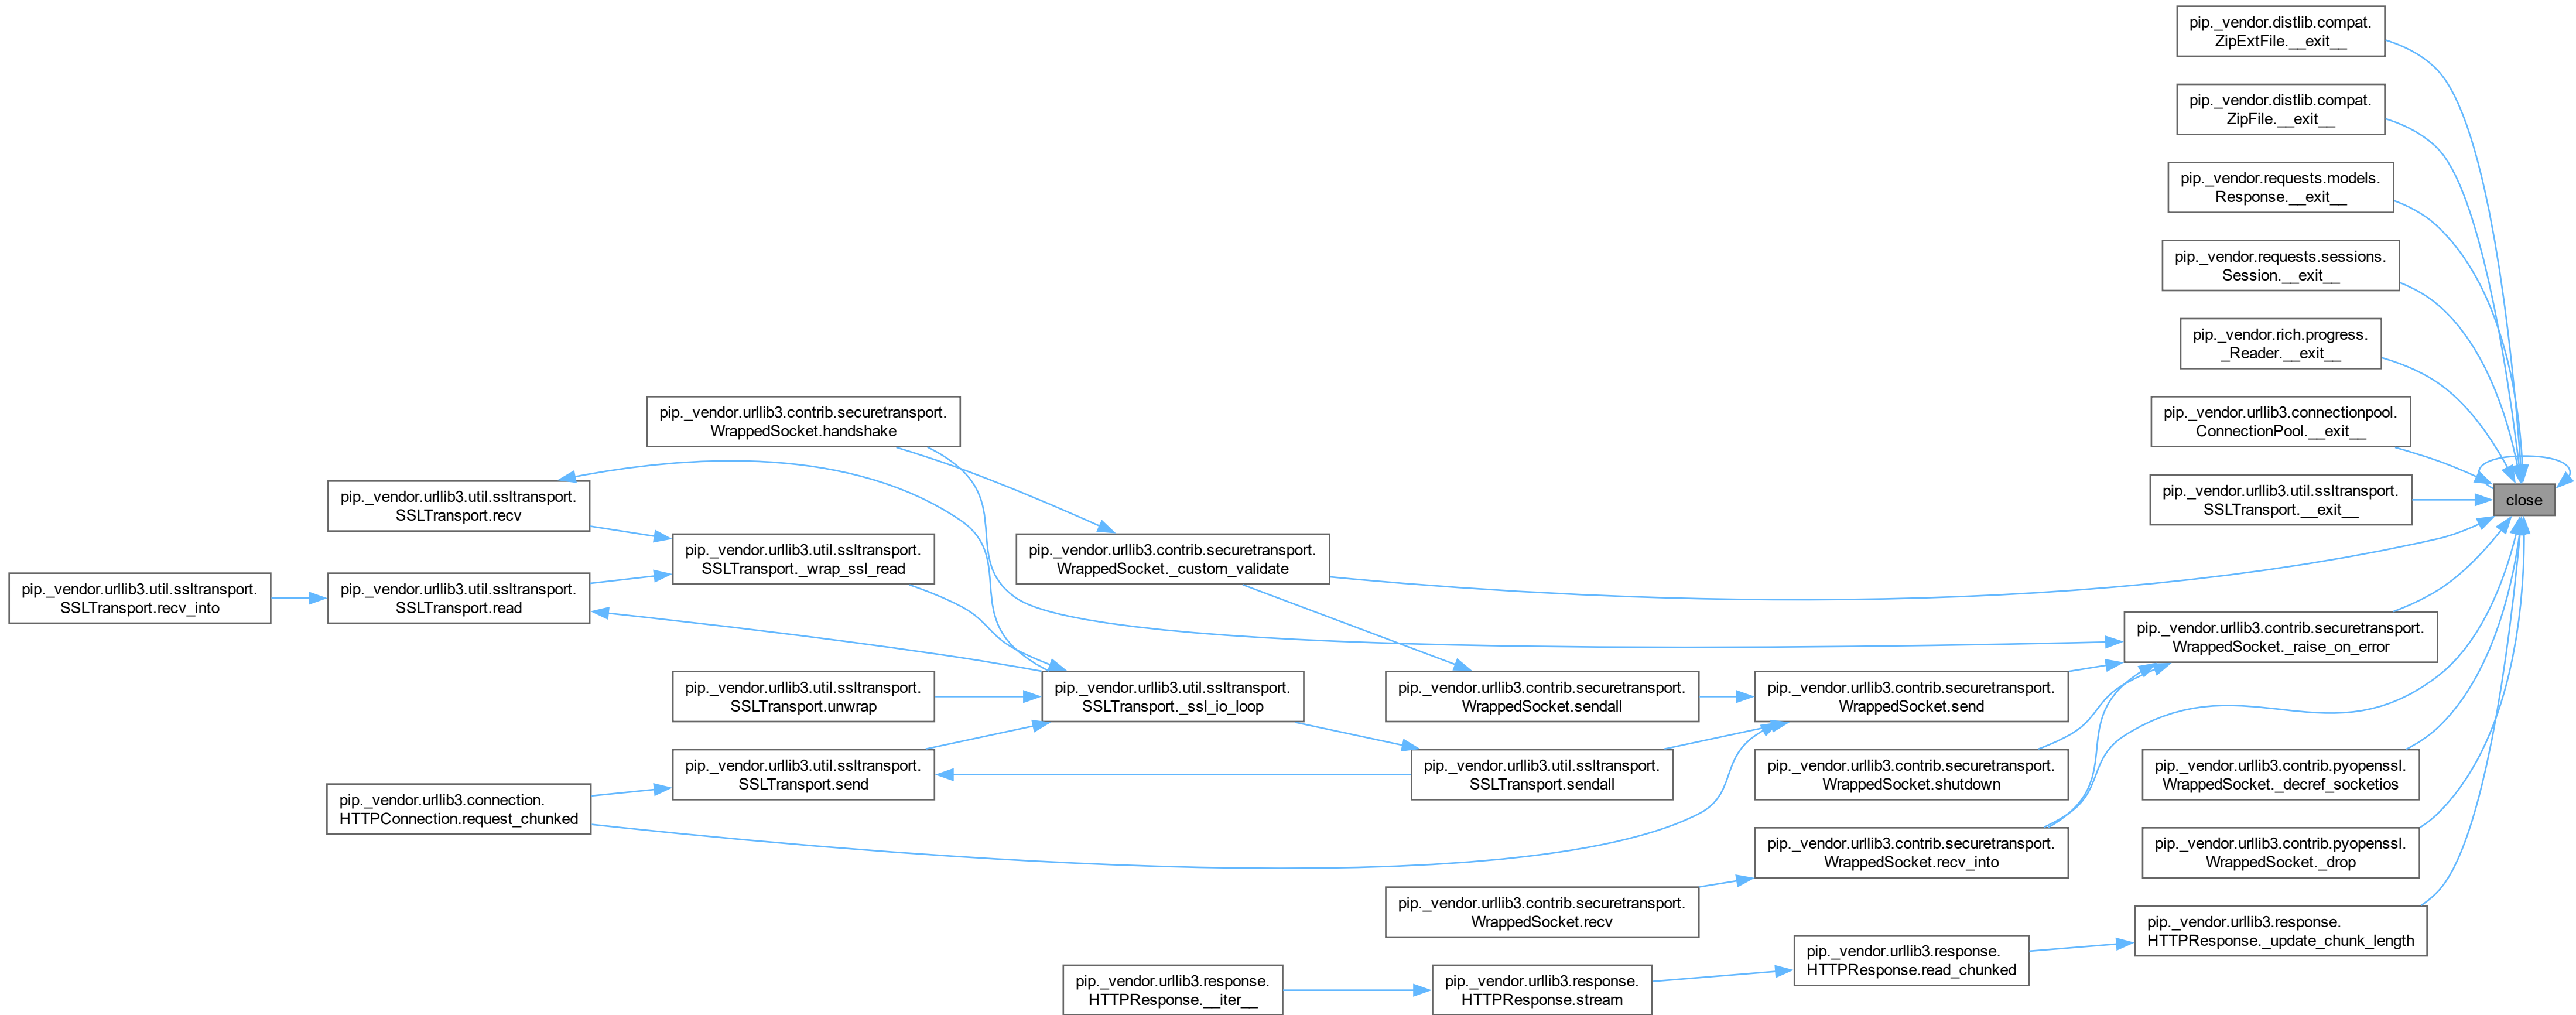 pip._vendor.distlib.compat.
ZipExtFile.__exit__
pip._vendor.distlib.compat.
ZipFile.__exit__
pip._vendor.requests.models.
Response.__exit__
pip._vendor.requests.sessions.
Session.__exit__
pip._vendor.rich.progress.
_Reader.__exit__
pip._vendor.urllib3.contrib.securetransport.
WrappedSocket.handshake
pip._vendor.urllib3.connectionpool.
ConnectionPool.__exit__
pip._vendor.urllib3.util.ssltransport.
SSLTransport.recv
pip._vendor.urllib3.util.ssltransport.
SSLTransport.__exit__
close
pip._vendor.urllib3.util.ssltransport.
SSLTransport._wrap_ssl_read
pip._vendor.urllib3.contrib.securetransport.
WrappedSocket._custom_validate
pip._vendor.urllib3.util.ssltransport.
SSLTransport.recv_into
pip._vendor.urllib3.util.ssltransport.
SSLTransport.read
pip._vendor.urllib3.contrib.securetransport.
WrappedSocket._raise_on_error
pip._vendor.urllib3.util.ssltransport.
SSLTransport.unwrap
pip._vendor.urllib3.util.ssltransport.
SSLTransport._ssl_io_loop
pip._vendor.urllib3.contrib.securetransport.
WrappedSocket.sendall
pip._vendor.urllib3.contrib.securetransport.
WrappedSocket.send
pip._vendor.urllib3.util.ssltransport.
SSLTransport.send
pip._vendor.urllib3.util.ssltransport.
SSLTransport.sendall
pip._vendor.urllib3.contrib.securetransport.
WrappedSocket.shutdown
pip._vendor.urllib3.contrib.pyopenssl.
WrappedSocket._decref_socketios
pip._vendor.urllib3.connection.
HTTPConnection.request_chunked
pip._vendor.urllib3.contrib.securetransport.
WrappedSocket.recv_into
pip._vendor.urllib3.contrib.pyopenssl.
WrappedSocket._drop
pip._vendor.urllib3.contrib.securetransport.
WrappedSocket.recv
pip._vendor.urllib3.response.
HTTPResponse._update_chunk_length
pip._vendor.urllib3.response.
HTTPResponse.read_chunked
pip._vendor.urllib3.response.
HTTPResponse.__iter__
pip._vendor.urllib3.response.
HTTPResponse.stream